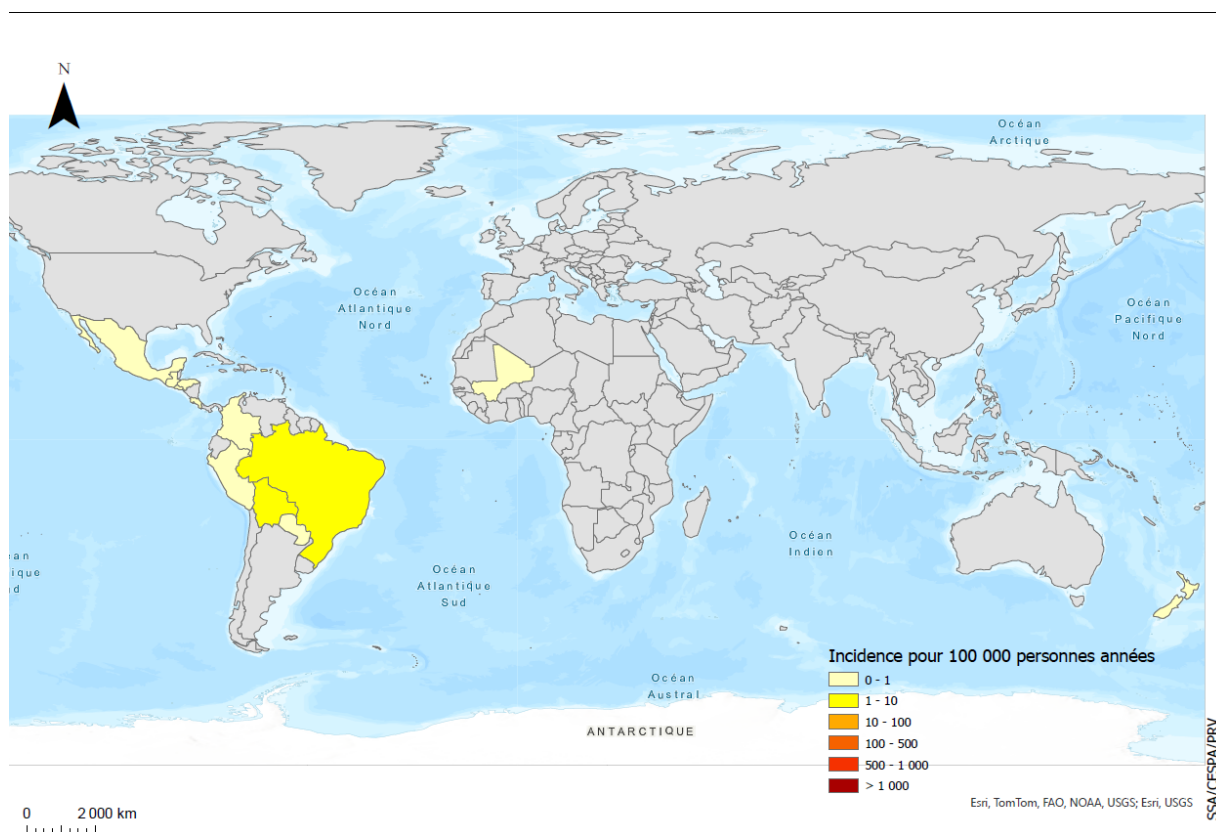 N
Océan
Arctique
Océan
Atlantique
Nord
Océan
Pacifique
Nord
Océan
Indien
Océan
Atlantique
Sud
Océan
Austral
ANTARCTIQUE
Incidence pour 100 000 personnes années
0 - 1
1 - 10
10 - 100
100 - 500
500 - 1 000
> 1 000
Esri, TomTom, FAO, NOAA, USGS; Esri, USGS
SSA/CESPA/PRV
0 2 000 km